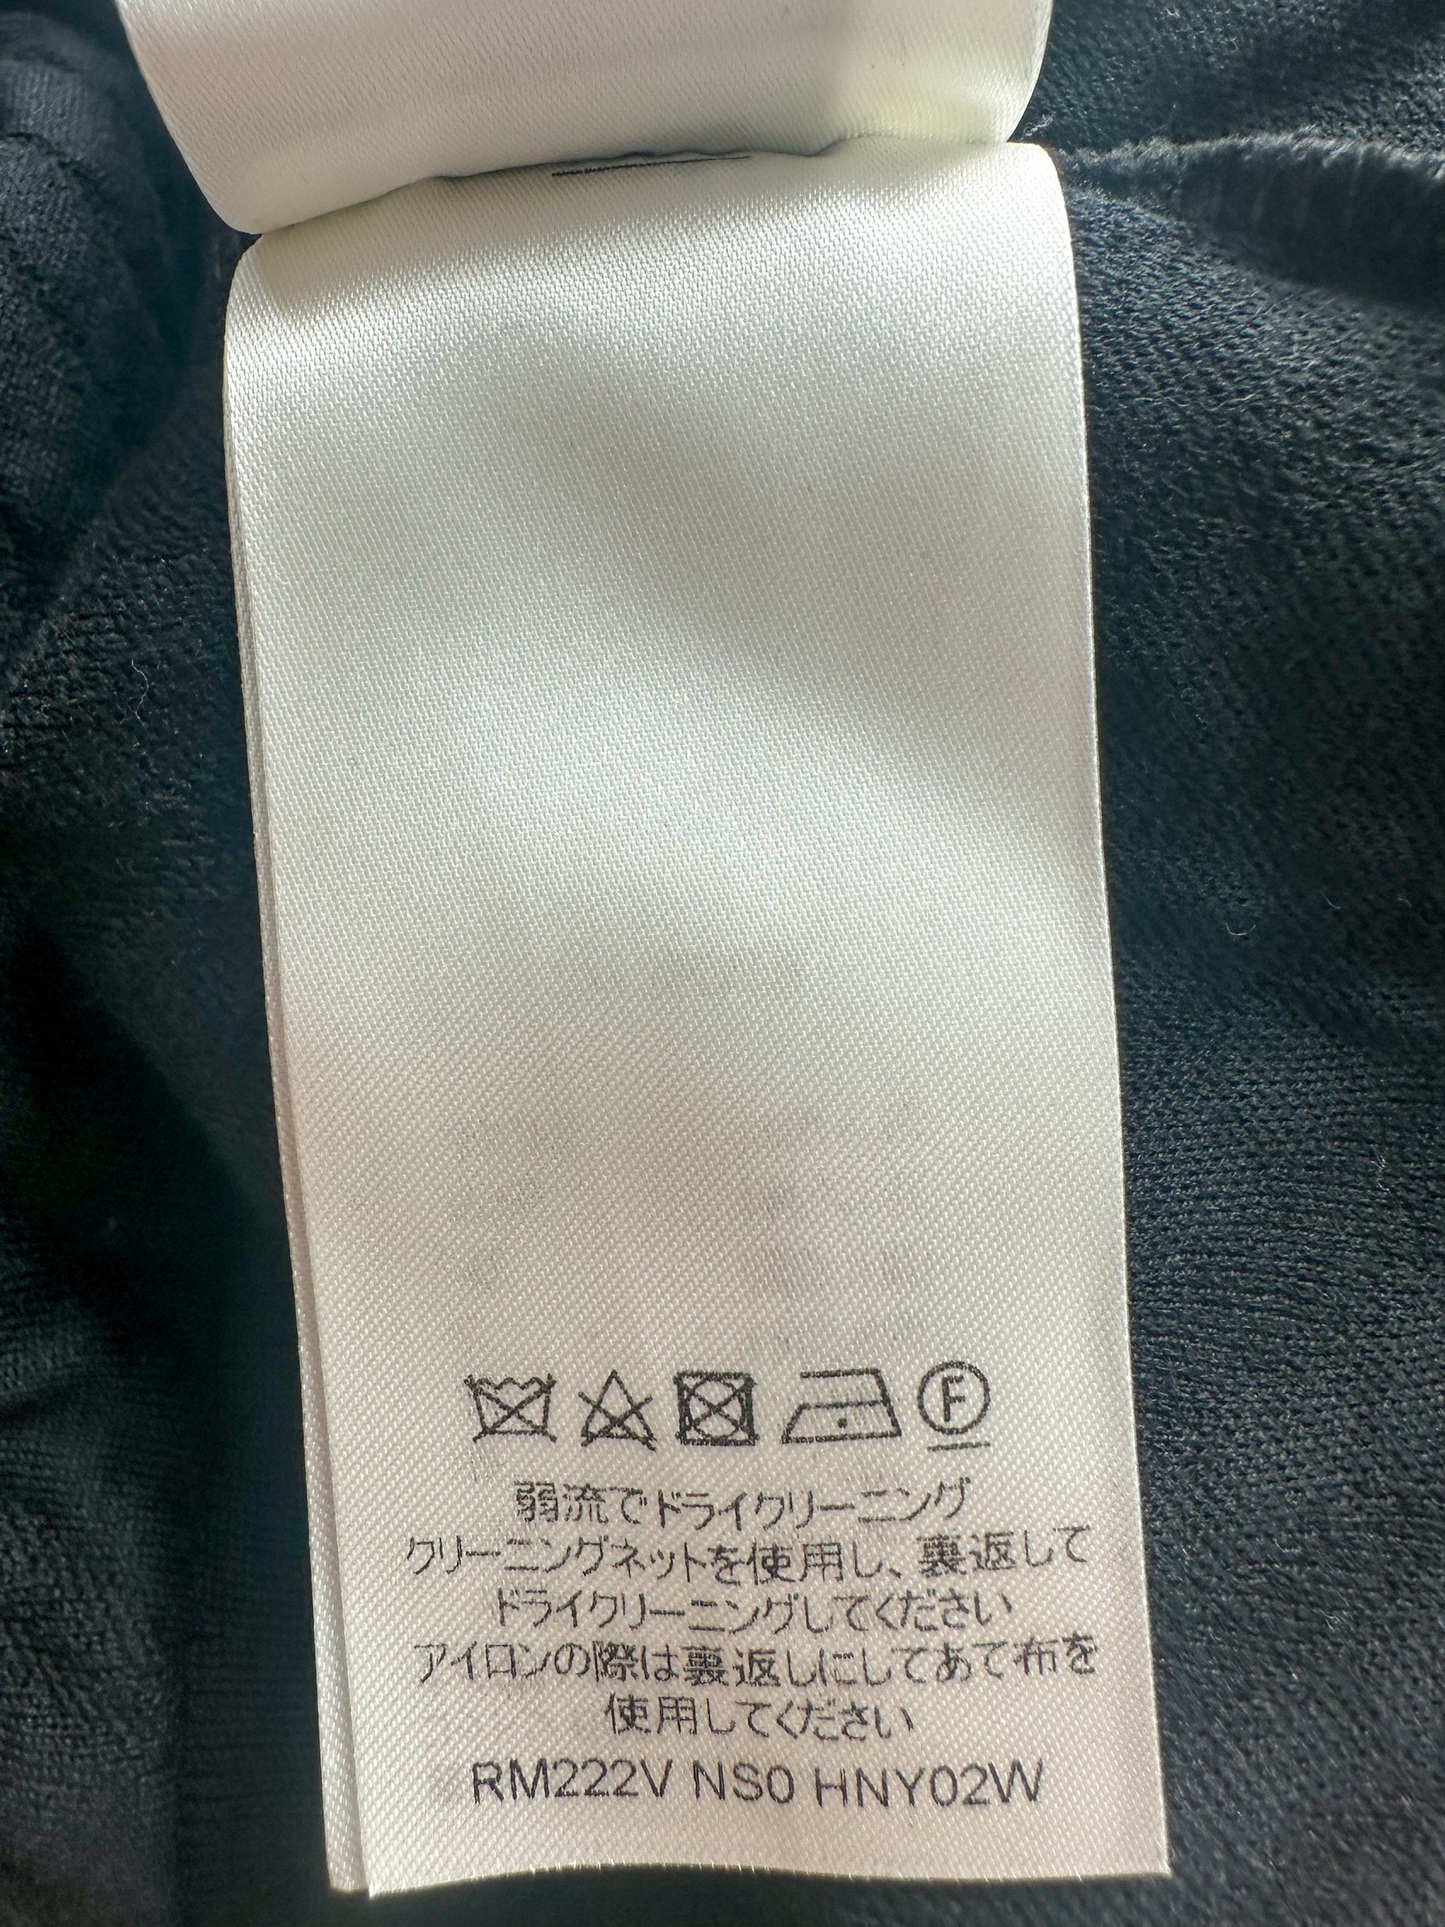 F
弱流でドライクリーニング
クリーニングネットを使用し、裏返して
ドライクリーニングしてください
アイロンの際は裏返しにしてあて布を
使用してください
RM222V NS0 HNY02W